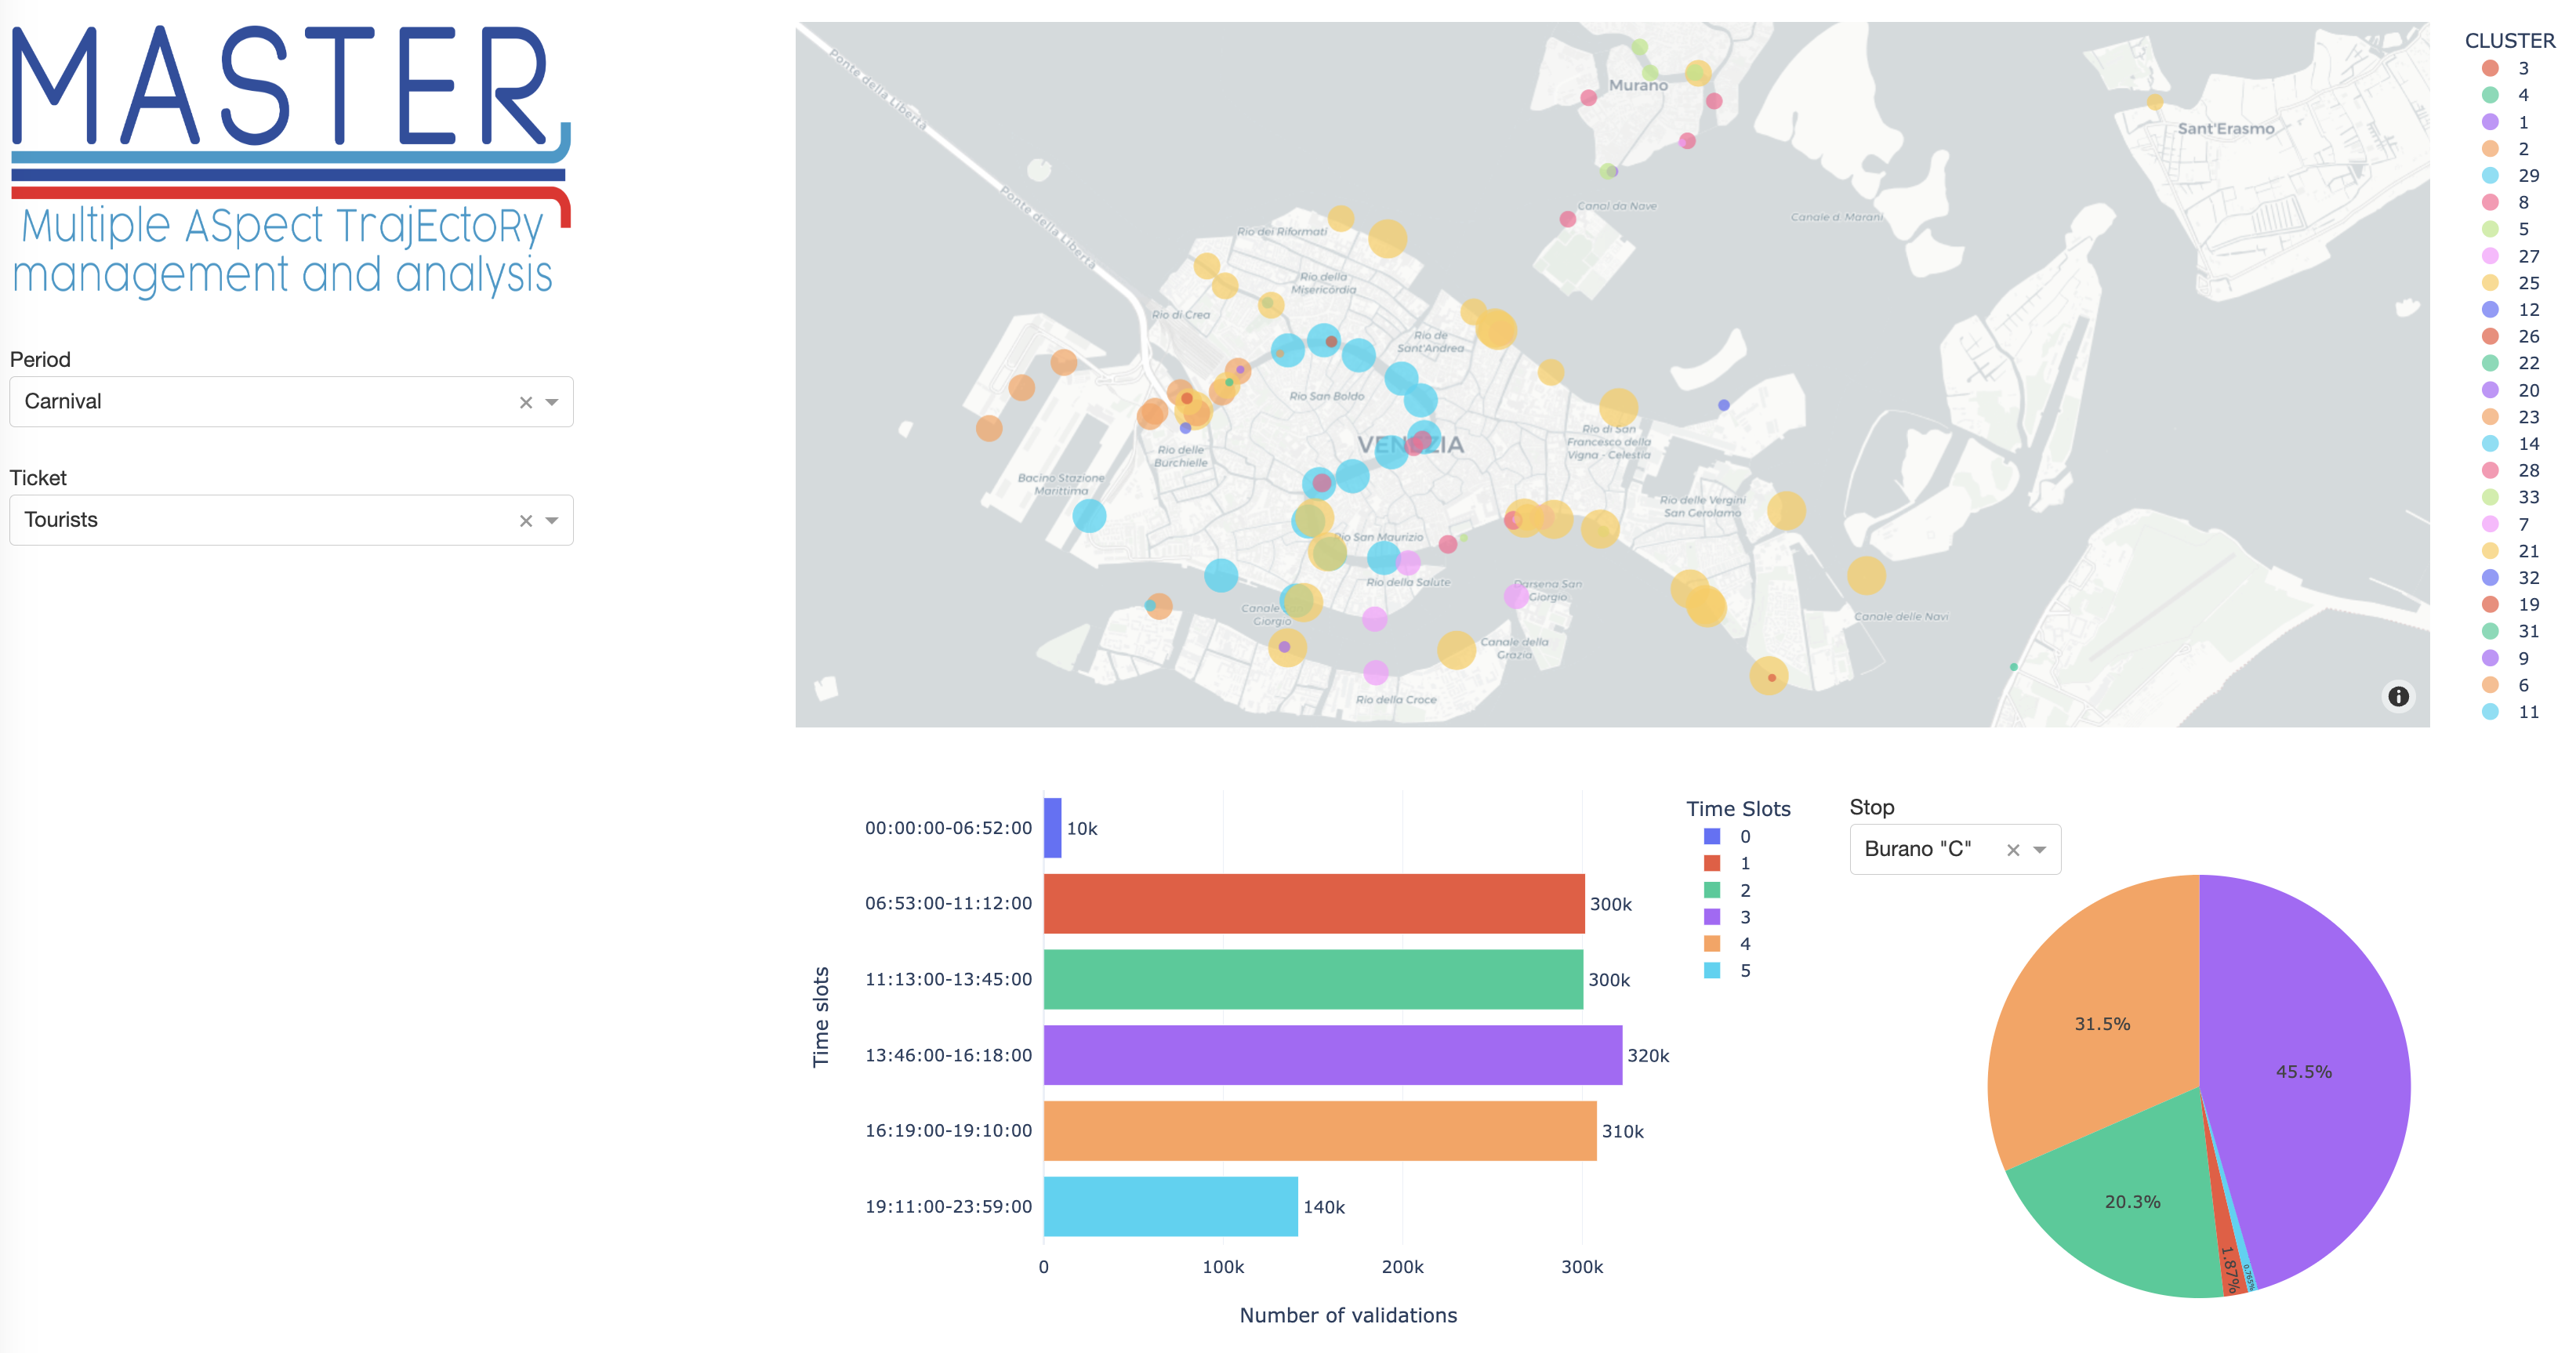 MASTER
Multiple ASpect TrajEctoRy
management and analysis
Period
Carnival
Ticket
Tourists
Ponte della Libertà
Ponte della Libertà
Murano
Sant'Erasmo
Canal da Nave
Canale d. Marani
Rio dei Riformati
Rio della
Misericordia
Rio di Crea
Rio de
Sant'Andrea
Rio San Boldo
VENEZIA
Rio di San
Francesco della
Vigna - Celestia
Rio delle
Burchielle
Bacino Stazione
Marittima
Rio delle Vergini
San Gerolamo
Rio San Maurizio
Rio della Salute
Darsena San
Giorgio
Canale
Giorgio
Canale della
Grazia
Canale delle Navi
Rio della Croce
CLUSTER
3
4
1
2
29
8
5
27
25
12
26
22
20
23
14
28
33
7
21
32
19
31
9
6
11
Time slots
00:00:00-06:52:00
10k
06:53:00-11:12:00
300k
11:13:00-13:45:00
300k
13:46:00-16:18:00
320k
16:19:00-19:10:00
310k
19:11:00-23:59:00
140k
0
100k
200k
300k
Number of validations
Time Slots
0
1
2
3
4
5
Stop
Burano "C"
31.5%
45.5%
20.3%
1.87%
0.765%